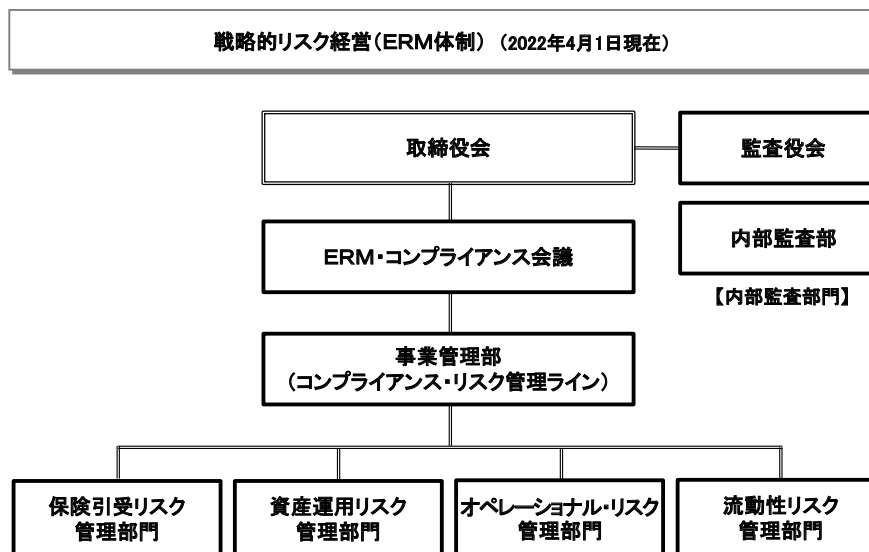 戦略的リスク経営（ERM体制）（2022年4月1日現在）
取締役会
監査役会
ERM・コンプライアンス会議
内部監査部
【内部監査部門】
事業管理部
（コンプライアンス・リスク管理ライン）
保険引受リスク
管理部門
資産運用リスク
管理部門
オペレーショナル・リスク
管理部門
流動性リスク
管理部門